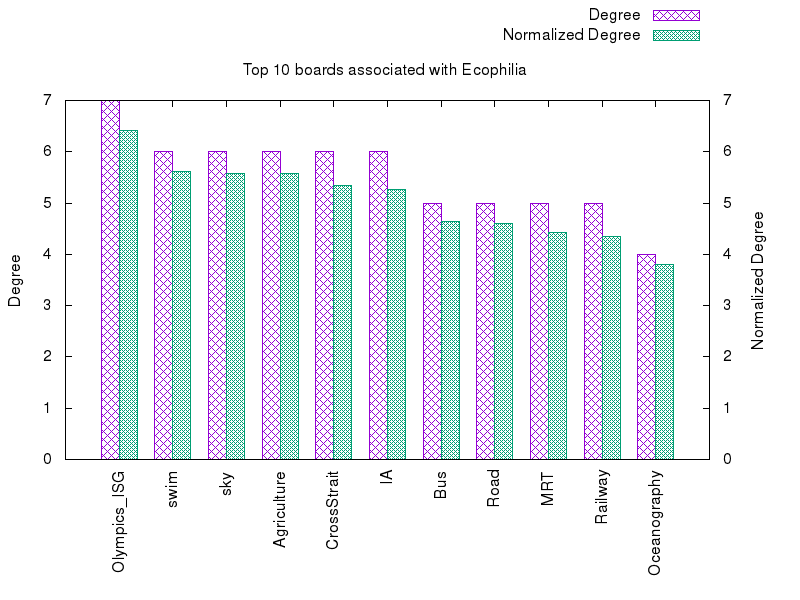 Degree
Normalized Degree
Top 10 boards associated with Ecophilia
7 7
6 6
5 5
4 4
3 3
2 2
1 1
0 0
Degree
Normalized Degree
Olympics_ISG
swim
sky
Agriculture
CrossStrait
IA
Bus
Road
MRT
Railway
Oceanography